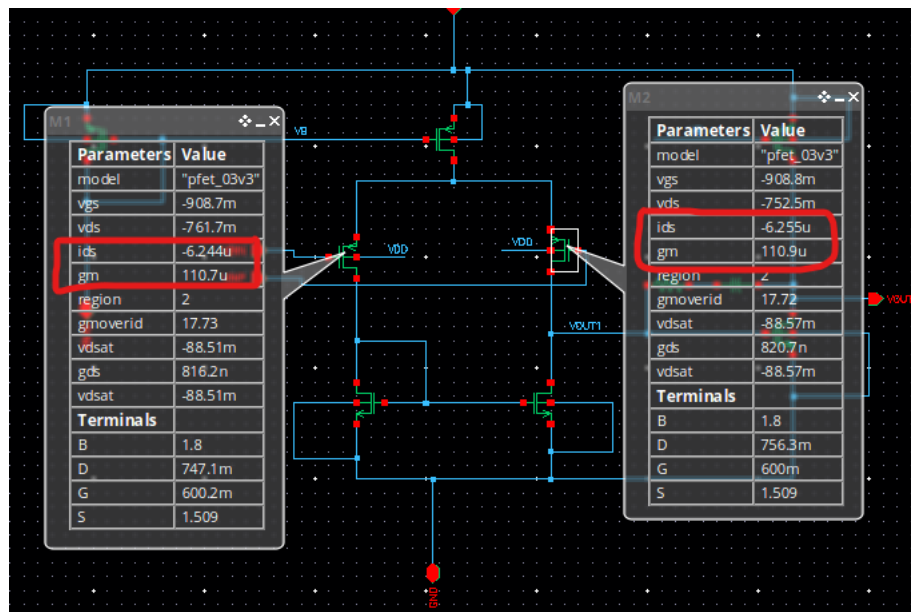 M1
Parameters Value
model "pfet_03v3"
vgs -908.7m
vds -761.7m
ids -6.244u
gm 110.7u
region 2
gmoverid 17.73
vdsat -88.51m
gds 816.2n
vdsat -88.51m
Terminals
B 1.8
D 747.1m
G 600.2m
S 1.509
VB
VDD
VDD
VOUT1
GND
M2
Parameters Value
model "pfet_03v3"
vgs -908.8m
vds -752.5m
ids -6.255u
gm 110.9u
region 2
gmoverid 17.72
vdsat -88.57m
gds 820.7n
vdsat -88.57m
Terminals
B 1.8
D 756.3m
G 600m
S 1.509
VOUT